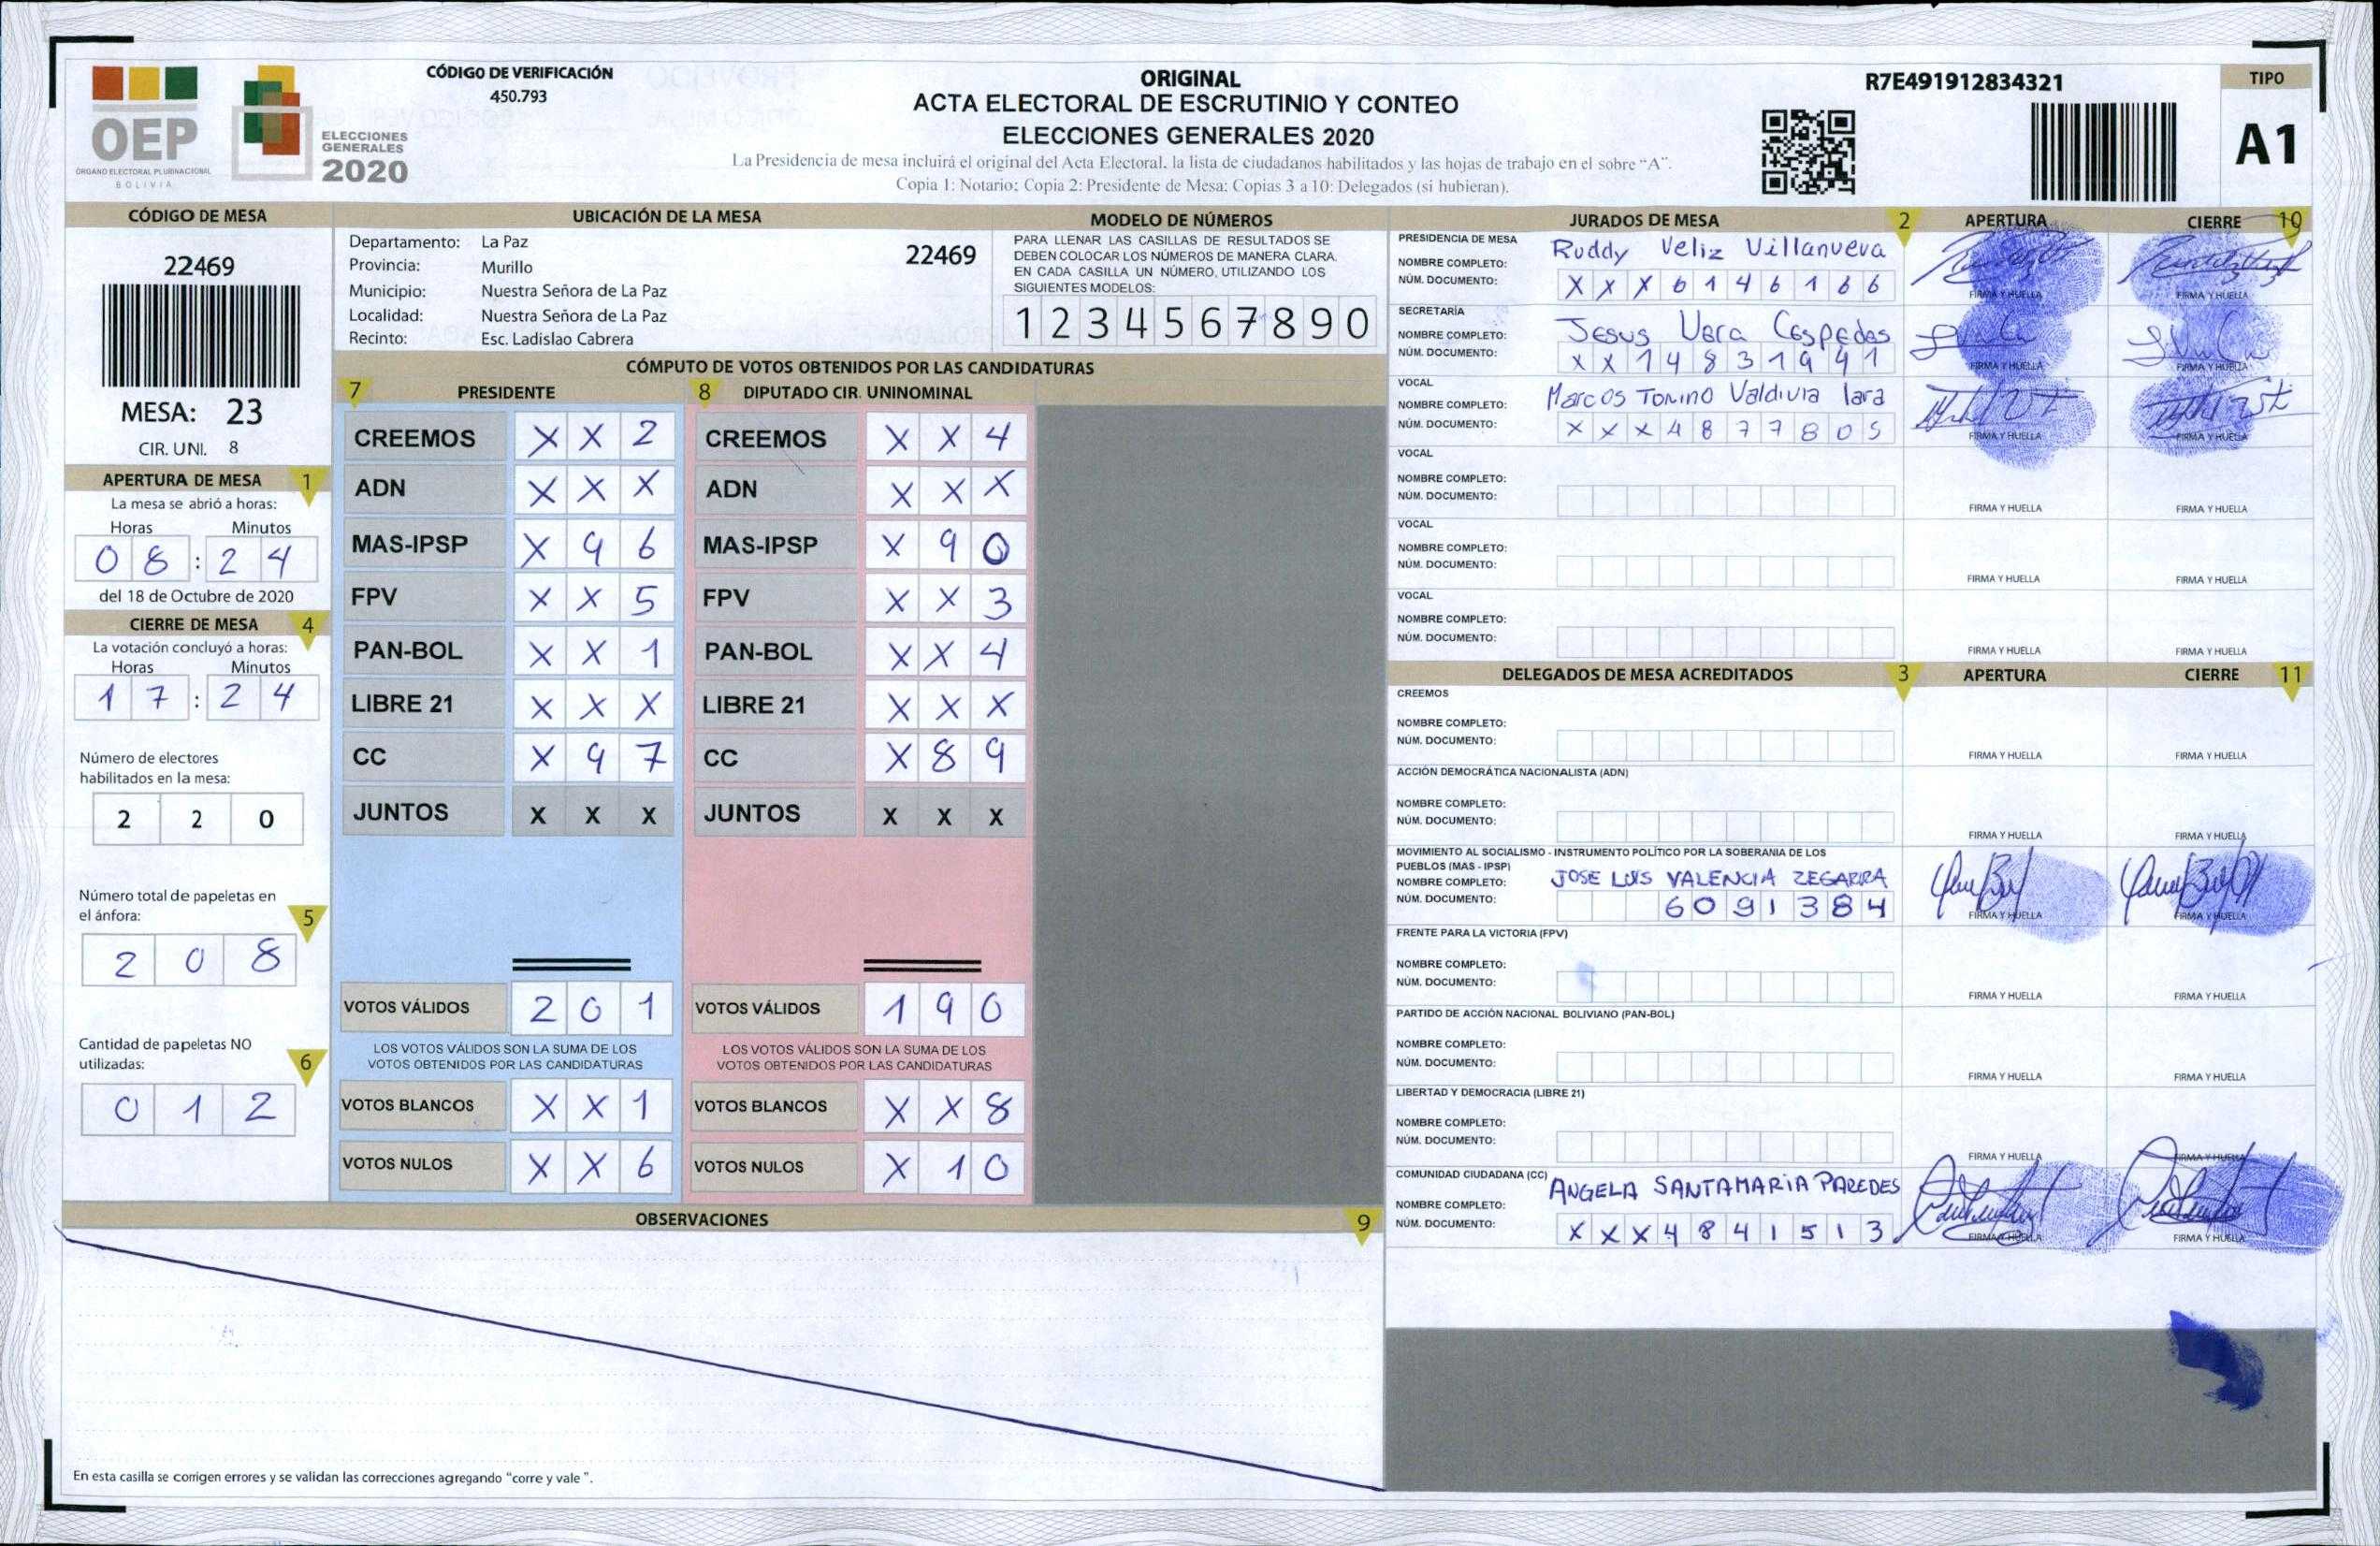 OEP
ÓRGANO ELECTORAL PLURINACIONAL
BOLIVIA
ELECCIONES
GENERALES
2020
CÓDIGO DE VERIFICACIÓN
450.793
ORIGINAL
ACTA ELECTORAL DE ESCRUTINIO Y CONTEO
ELECCIONES GENERALES 2020
La Presidencia de mesa incluirá el original del Acta Electoral, la lista de ciudadanos habilitados y las hojas de trabajo en el sobre "A".
Copia 1: Notario; Copia 2: Presidente de Mesa; Copias 3 a 10: Delegados (si hubieran).
R7E491912834321
TIPO
A1
CÓDIGO DE MESA
22469
MESA: 23
CIR. UNI. 8
APERTURA DE MESA 1
La mesa se abrió a horas:
Horas Minutos
0 8 : 2 4
del 18 de Octubre de 2020
CIERRE DE MESA 4
La votación concluyó a horas:
Horas Minutos
1 7 : 2 4
Número de electores
habilitados en la mesa:
2 2 0
Número total de papeletas en
el ánfora: 5
2 0 8
Cantidad de papeletas NO
utilizadas: 6
0 1 2
UBICACIÓN DE LA MESA
Departamento: La Paz 22469
Provincia: Murillo
Municipio: Nuestra Señora de La Paz
Localidad: Nuestra Señora de La Paz
Recinto: Esc. Ladislao Cabrera
MODELO DE NÚMEROS
PARA LLENAR LAS CASILLAS DE RESULTADOS SE
DEBEN COLOCAR LOS NÚMEROS DE MANERA CLARA.
EN CADA CASILLA UN NÚMERO, UTILIZANDO LOS
SIGUIENTES MODELOS:
1 2 3 4 5 6 7 8 9 0
CÓMPUTO DE VOTOS OBTENIDOS POR LAS CANDIDATURAS
7 PRESIDENTE
CREEMOS X X 2
ADN X X X
MAS-IPSP X 9 6
FPV X X 5
PAN-BOL X X 1
LIBRE 21 X X X
CC X 9 7
JUNTOS X X X
VOTOS VÁLIDOS 2 0 1
LOS VOTOS VÁLIDOS SON LA SUMA DE LOS
VOTOS OBTENIDOS POR LAS CANDIDATURAS
VOTOS BLANCOS X X 1
VOTOS NULOS X X 6
8 DIPUTADO CIR. UNINOMINAL
CREEMOS X X 4
ADN X X X
MAS-IPSP X 9 0
FPV X X 3
PAN-BOL X X 4
LIBRE 21 X X X
CC X 8 9
JUNTOS X X X
VOTOS VÁLIDOS 1 9 0
LOS VOTOS VÁLIDOS SON LA SUMA DE LOS
VOTOS OBTENIDOS POR LAS CANDIDATURAS
VOTOS BLANCOS X X 8
VOTOS NULOS X 1 0
OBSERVACIONES 9
En esta casilla se corrigen errores y se validan las correcciones agregando "corre y vale".
JURADOS DE MESA 2 APERTURA CIERRE 10
PRESIDENCIA DE MESA
NOMBRE COMPLETO: Ruddy Veliz Villanueva
NÚM. DOCUMENTO: X X X 6 1 4 6 1 6 6
FIRMA Y HUELLA FIRMA Y HUELLA
SECRETARÍA
NOMBRE COMPLETO: Jesus Vera Cespedes
NÚM. DOCUMENTO: X X 1 4 8 3 1 9 4 1
FIRMA Y HUELLA FIRMA Y HUELLA
VOCAL
NOMBRE COMPLETO: Marcos Tonino Valdivia lara
NÚM. DOCUMENTO: X X X 4 8 7 7 8 0 5
FIRMA Y HUELLA FIRMA Y HUELLA
VOCAL
NOMBRE COMPLETO:
NÚM. DOCUMENTO:
FIRMA Y HUELLA FIRMA Y HUELLA
VOCAL
NOMBRE COMPLETO:
NÚM. DOCUMENTO:
FIRMA Y HUELLA FIRMA Y HUELLA
VOCAL
NOMBRE COMPLETO:
NÚM. DOCUMENTO:
FIRMA Y HUELLA FIRMA Y HUELLA
DELEGADOS DE MESA ACREDITADOS 3 APERTURA CIERRE 11
CREEMOS
NOMBRE COMPLETO:
NÚM. DOCUMENTO:
FIRMA Y HUELLA FIRMA Y HUELLA
ACCIÓN DEMOCRÁTICA NACIONALISTA (ADN)
NOMBRE COMPLETO:
NÚM. DOCUMENTO:
FIRMA Y HUELLA FIRMA Y HUELLA
MOVIMIENTO AL SOCIALISMO - INSTRUMENTO POLÍTICO POR LA SOBERANIA DE LOS
PUEBLOS (MAS - IPSP)
NOMBRE COMPLETO: JOSE LUIS VALENCIA ZEGARRA
NÚM. DOCUMENTO: 6 0 9 1 3 8 4
FIRMA Y HUELLA FIRMA Y HUELLA
FRENTE PARA LA VICTORIA (FPV)
NOMBRE COMPLETO:
NÚM. DOCUMENTO:
FIRMA Y HUELLA FIRMA Y HUELLA
PARTIDO DE ACCIÓN NACIONAL BOLIVIANO (PAN-BOL)
NOMBRE COMPLETO:
NÚM. DOCUMENTO:
FIRMA Y HUELLA FIRMA Y HUELLA
LIBERTAD Y DEMOCRACIA (LIBRE 21)
NOMBRE COMPLETO:
NÚM. DOCUMENTO:
FIRMA Y HUELLA FIRMA Y HUELLA
COMUNIDAD CIUDADANA (CC)
NOMBRE COMPLETO: ANGELA SANTAMARIA PAREDES
NÚM. DOCUMENTO: X X X 4 8 4 1 5 1 3
FIRMA Y HUELLA FIRMA Y HUELLA